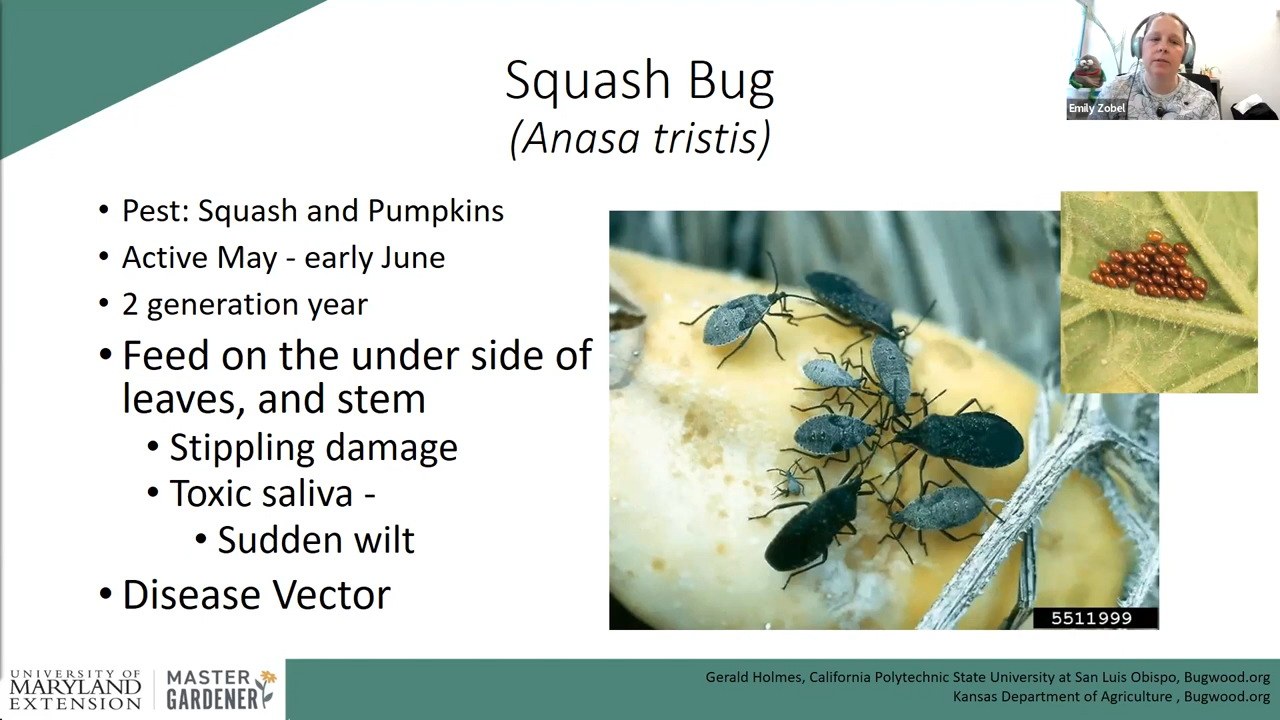 Squash Bug
(Anasa tristis)
Emily Zobel
• Pest: Squash and Pumpkins
• Active May - early June
• 2 generation year
• Feed on the under side of
leaves, and stem
• Stippling damage
• Toxic saliva -
• Sudden wilt
• Disease Vector
5511999
UNIVERSITY OF
MARYLAND
EXTENSION
MASTER
GARDENER
Gerald Holmes, California Polytechnic State University at San Luis Obispo, Bugwood.org
Kansas Department of Agriculture , Bugwood.org